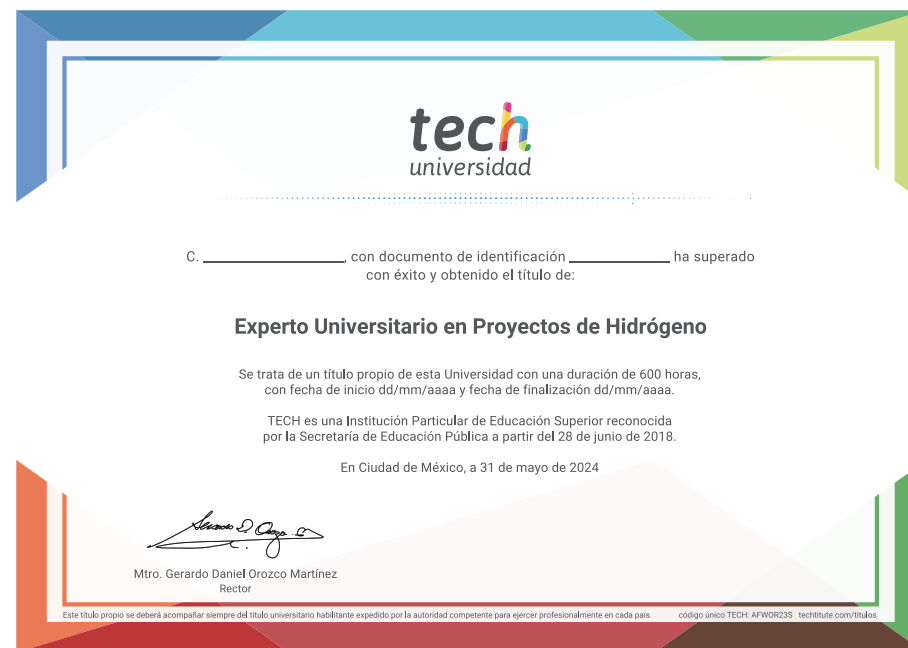 tech
universidad
C. ____________________, con documento de identificación ______________ ha superado
con éxito y obtenido el título de:
Experto Universitario en Proyectos de Hidrógeno
Se trata de un título propio de esta Universidad con una duración de 600 horas,
con fecha de inicio dd/mm/aaaa y fecha de finalización dd/mm/aaaa.
TECH es una Institución Particular de Educación Superior reconocida
por la Secretaría de Educación Pública a partir del 28 de junio de 2018.
En Ciudad de México, a 31 de mayo de 2024
Mtro. Gerardo Daniel Orozco Martínez
Rector
Este título propio se deberá acompañar siempre del título universitario habilitante expedido por la autoridad competente para ejercer profesionalmente en cada país. código único TECH: AFWOR23S techtitute.com/titulos